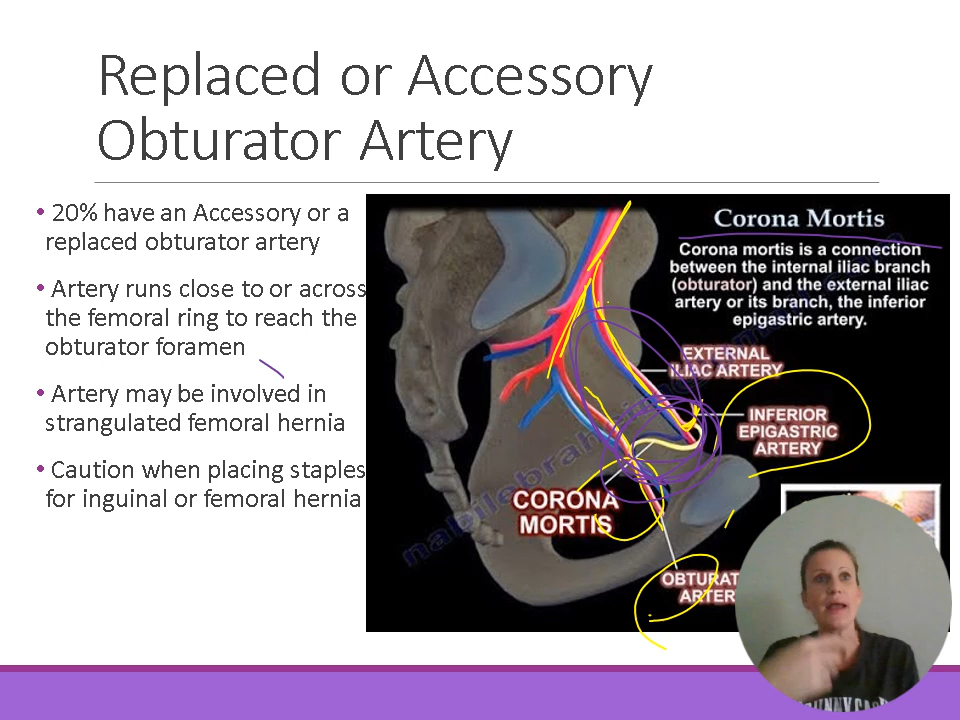 Replaced or Accessory
Obturator Artery
• 20% have an Accessory or a
replaced obturator artery
• Artery runs close to or across
the femoral ring to reach the
obturator foramen
• Artery may be involved in
strangulated femoral hernia
• Caution when placing staples
for inguinal or femoral hernia
Corona Mortis
Corona mortis is a connection
between the internal iliac branch
(obturator) and the external iliac
artery or its branch, the inferior
epigastric artery.
EXTERNAL
ILIAC ARTERY
INFERIOR
EPIGASTRIC
ARTERY
CORONA
MORTIS
OBTURAT
ARTER